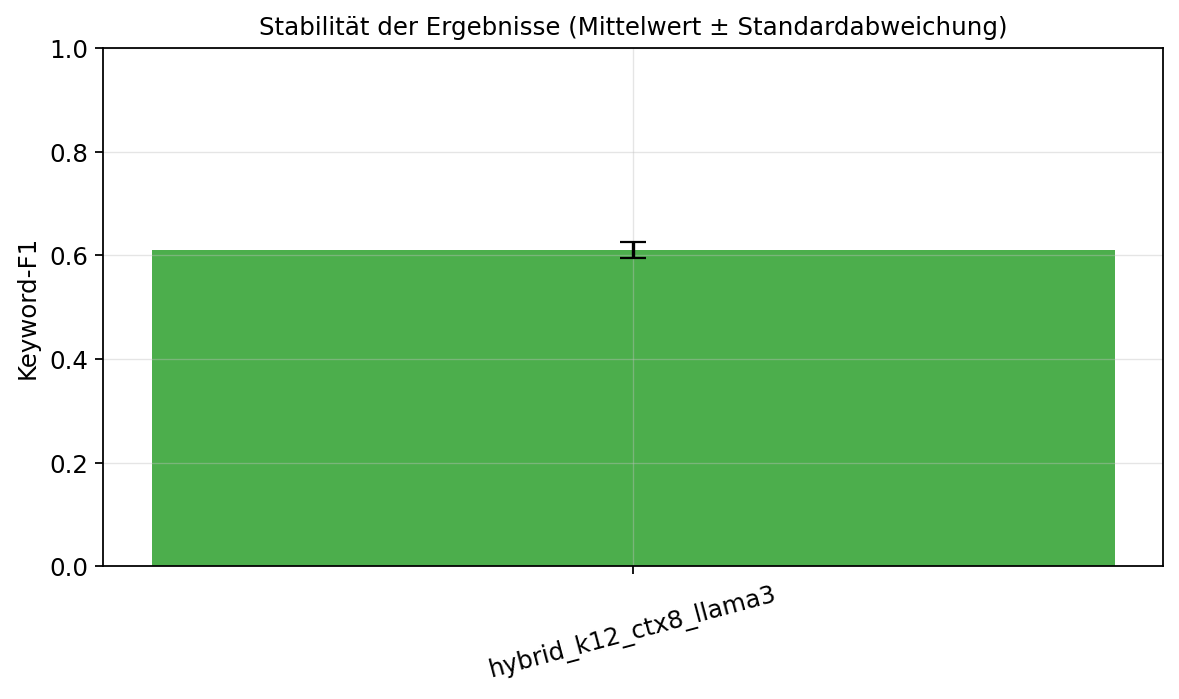 Stabilität der Ergebnisse (Mittelwert ± Standardabweichung)
Keyword-F1
1.0
0.8
0.6
0.4
0.2
0.0
hybrid_k12_ctx8_llama3